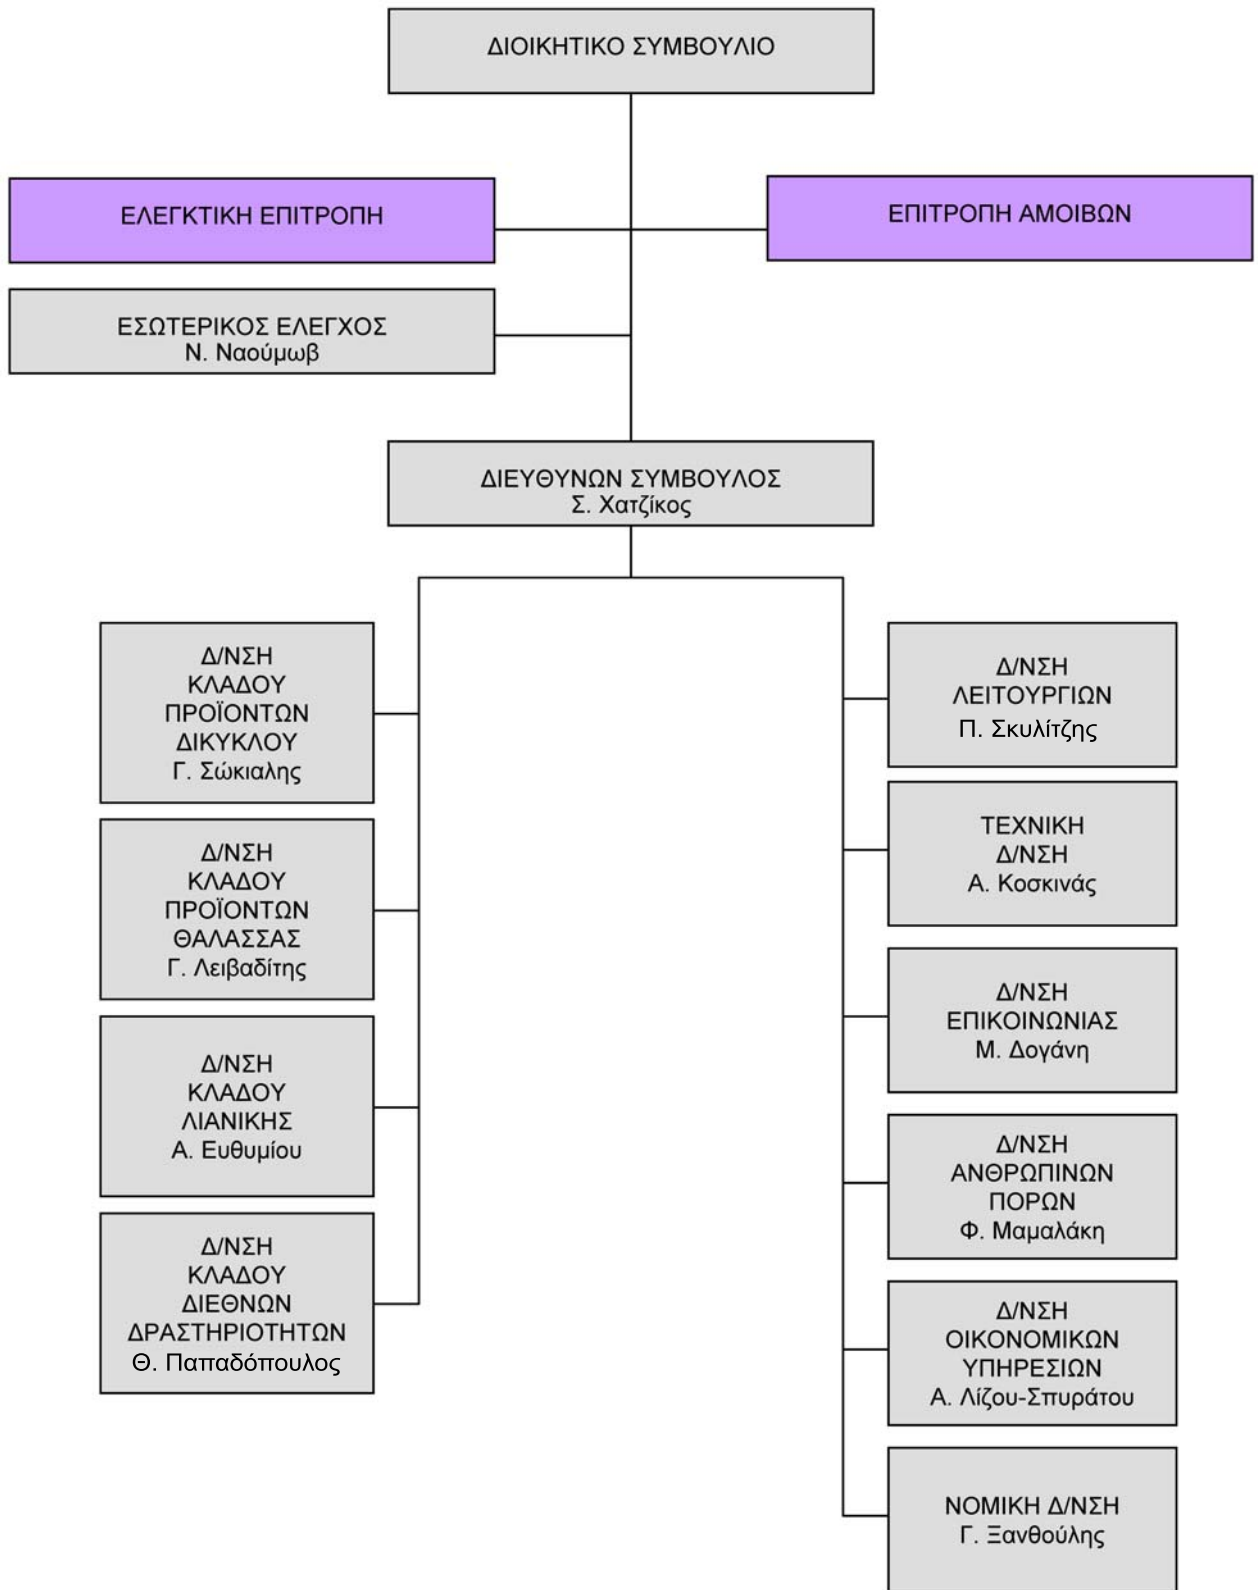 ΔΙΟΙΚΗΤΙΚΟ ΣΥΜΒΟΥΛΙΟ
ΕΛΕΓΚΤΙΚΗ ΕΠΙΤΡΟΠΗ
ΕΠΙΤΡΟΠΗ ΑΜΟΙΒΩΝ
ΕΣΩΤΕΡΙΚΟΣ ΕΛΕΓΧΟΣ
Ν. Ναούμωβ
ΔΙΕΥΘΥΝΩΝ ΣΥΜΒΟΥΛΟΣ
Σ. Χατζίκος
Δ/ΝΣΗ
ΚΛΑΔΟΥ
ΠΡΟΪΟΝΤΩΝ
ΔΙΚΥΚΛΟΥ
Γ. Σώκιαλης
Δ/ΝΣΗ
ΚΛΑΔΟΥ
ΠΡΟΪΟΝΤΩΝ
ΘΑΛΑΣΣΑΣ
Γ. Λειβαδίτης
Δ/ΝΣΗ
ΚΛΑΔΟΥ
ΛΙΑΝΙΚΗΣ
Α. Ευθυμίου
Δ/ΝΣΗ
ΚΛΑΔΟΥ
ΔΙΕΘΝΩΝ
ΔΡΑΣΤΗΡΙΟΤΗΤΩΝ
Θ. Παπαδόπουλος
Δ/ΝΣΗ
ΛΕΙΤΟΥΡΓΙΩΝ
Π. Σκυλίτζης
ΤΕΧΝΙΚΗ
Δ/ΝΣΗ
Α. Κοσκινάς
Δ/ΝΣΗ
ΕΠΙΚΟΙΝΩΝΙΑΣ
Μ. Δογάνη
Δ/ΝΣΗ
ΑΝΘΡΩΠΙΝΩΝ
ΠΟΡΩΝ
Φ. Μαμαλάκη
Δ/ΝΣΗ
ΟΙΚΟΝΟΜΙΚΩΝ
ΥΠΗΡΕΣΙΩΝ
Α. Λίζου-Σπυράτου
ΝΟΜΙΚΗ Δ/ΝΣΗ
Γ. Ξανθούλης